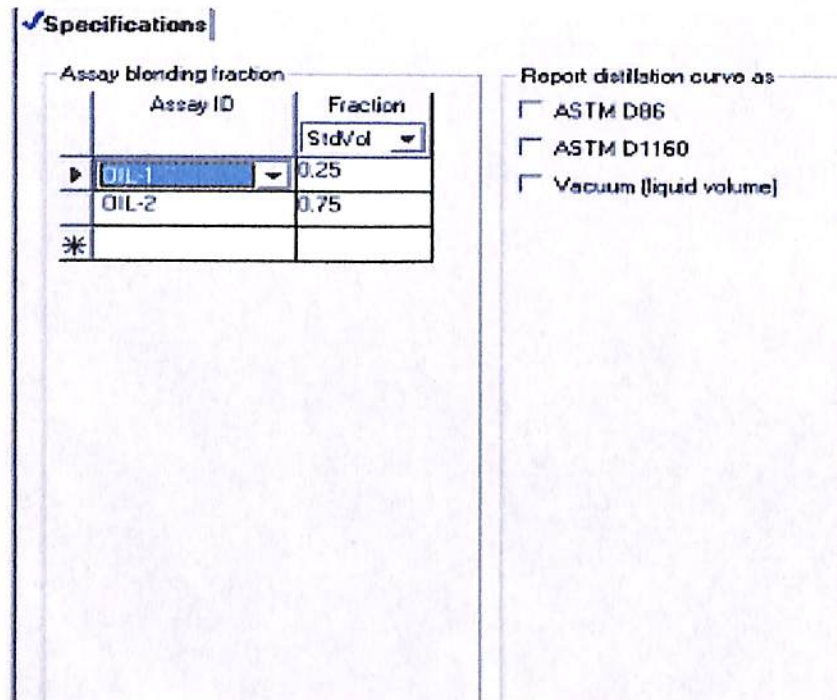 Specifications
Assay blending fraction
Assay ID Fraction
StdVol
OIL-1 0.25
OIL-2 0.75
Report distillation curve as
ASTM D86
ASTM D1160
Vacuum (liquid volume)